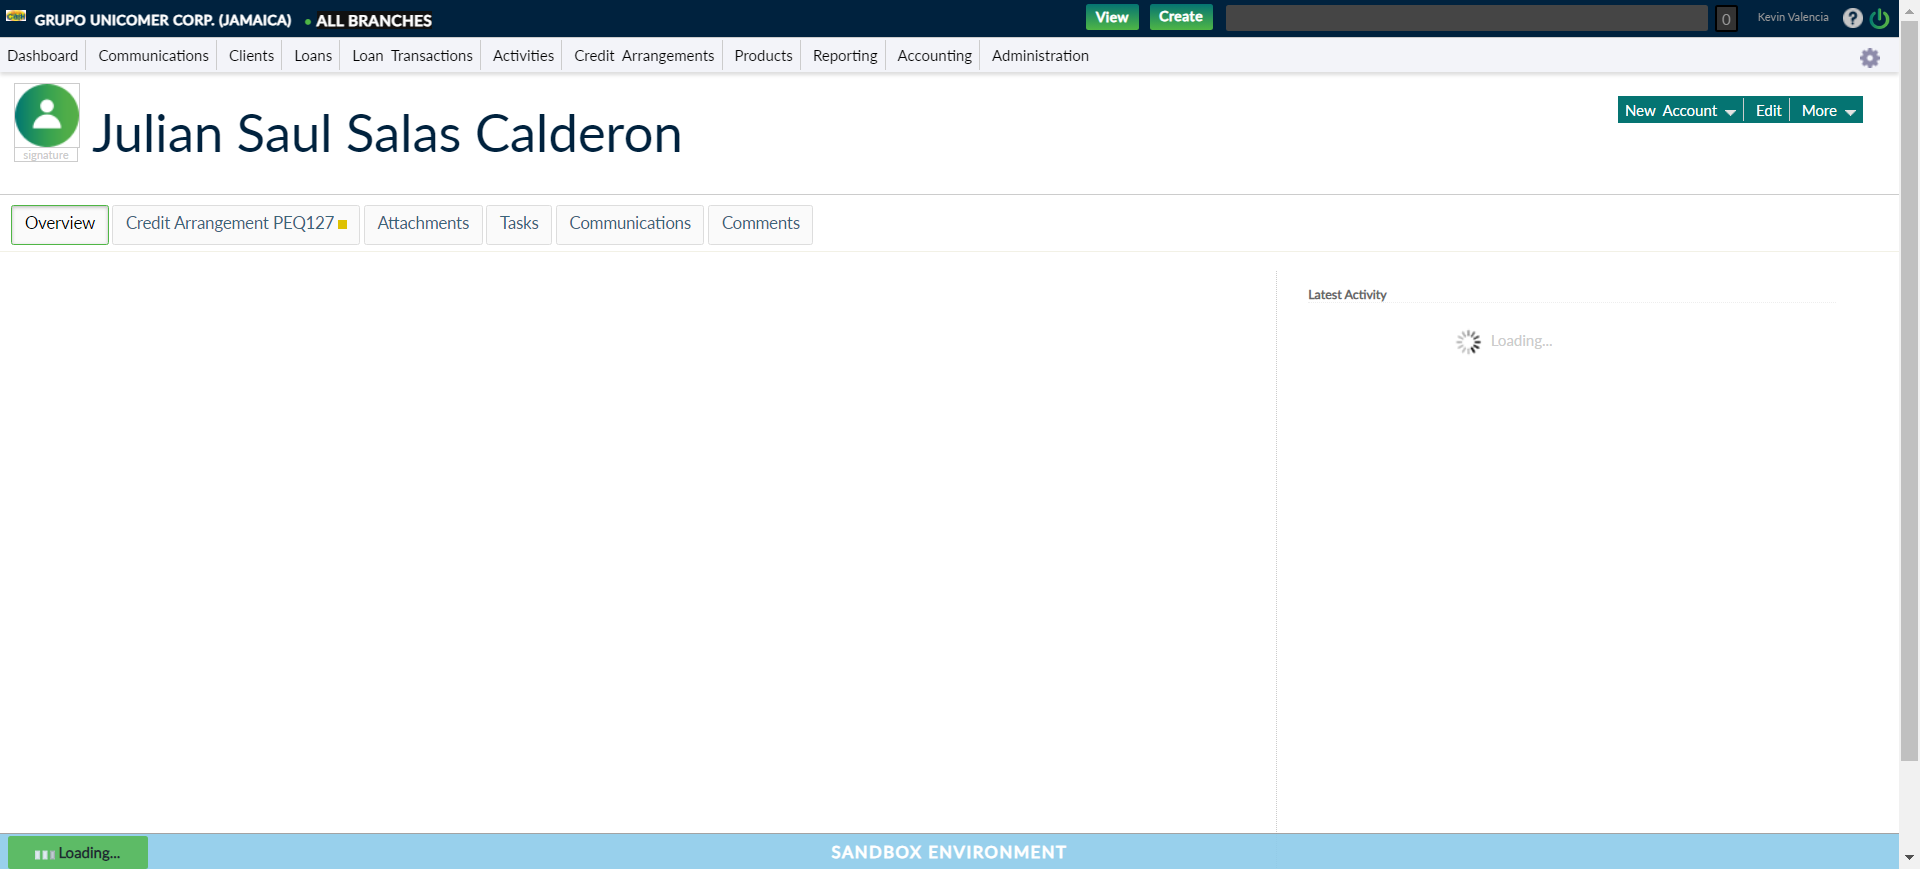 GRUPO UNICOMER CORP. (JAMAICA) • ALL BRANCHES View Create 0 Kevin Valencia ?
Dashboard Communications Clients Loans Loan Transactions Activities Credit Arrangements Products Reporting Accounting Administration
signature
Julian Saul Salas Calderon
New Account Edit More
Overview Credit Arrangement PEQ127 Attachments Tasks Communications Comments
Latest Activity
Loading...
Loading...
SANDBOX ENVIRONMENT